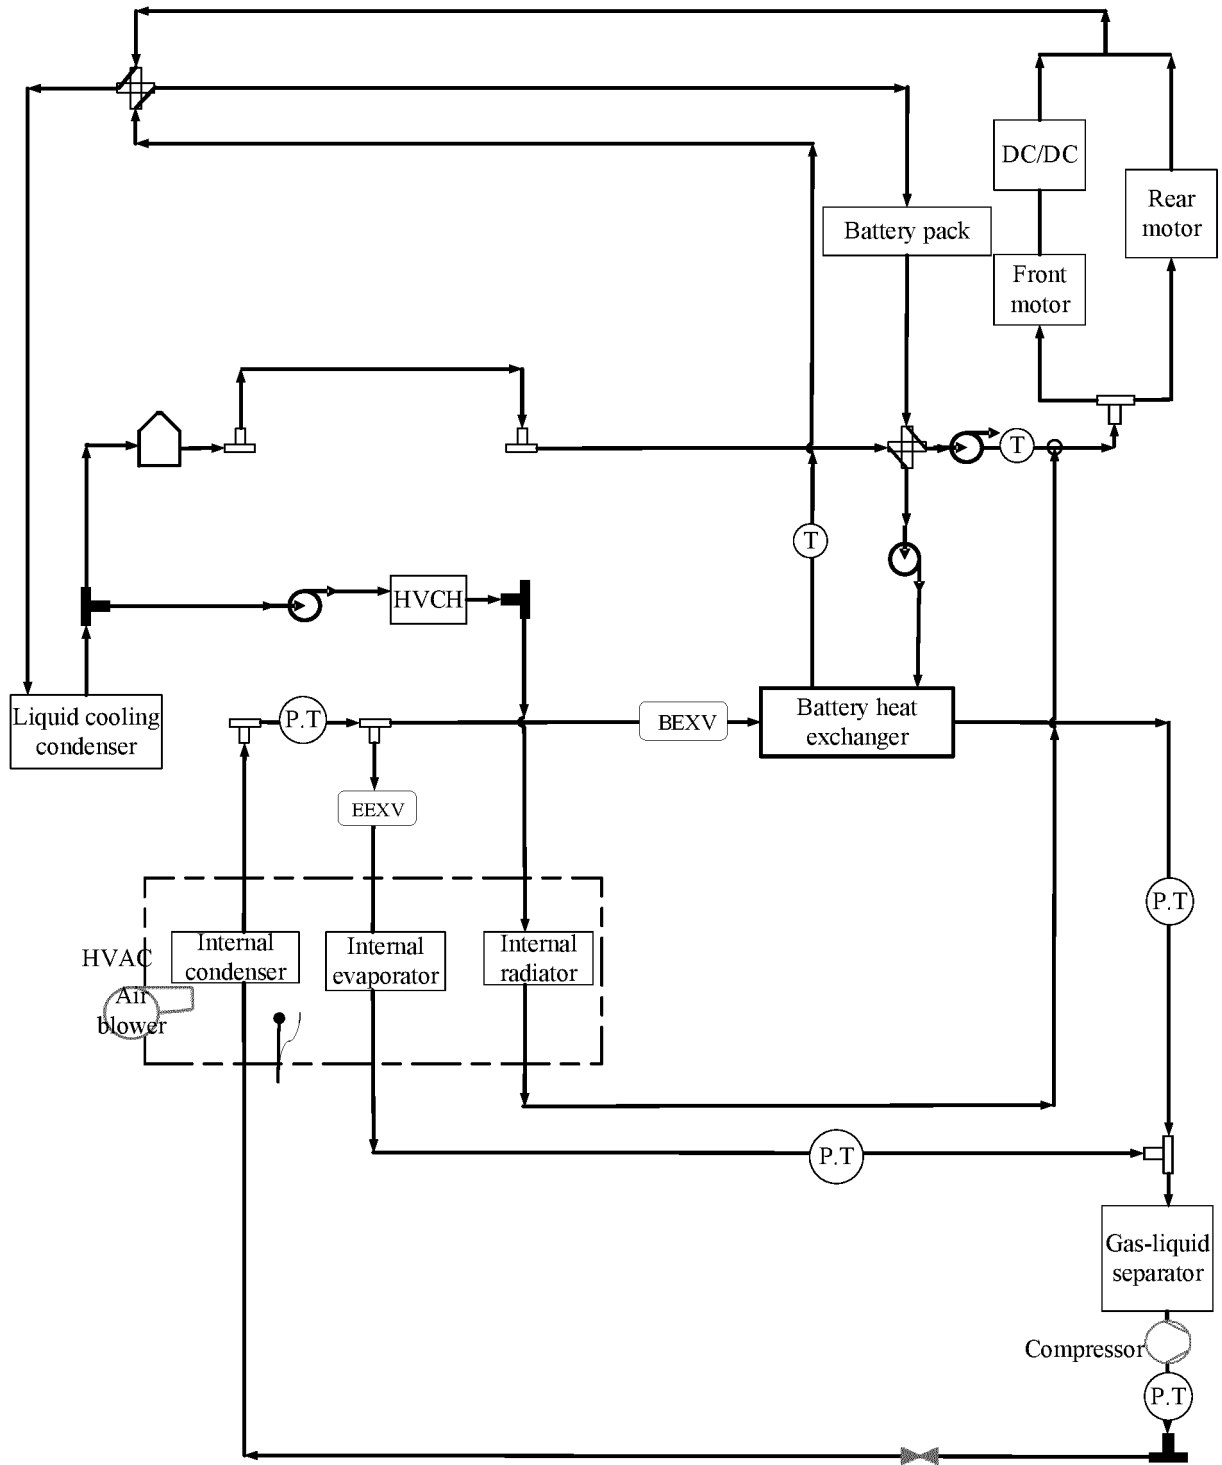 DC/DC
Rear
motor
Battery pack
Front
motor
T
T
HVCH
Liquid cooling
condenser
P.T
BEXV
Battery heat
exchanger
EEXV
P.T
HVAC
Internal
condenser
Internal
evaporator
Internal
radiator
Air
blower
P.T
Gas-liquid
separator
Compressor
P.T